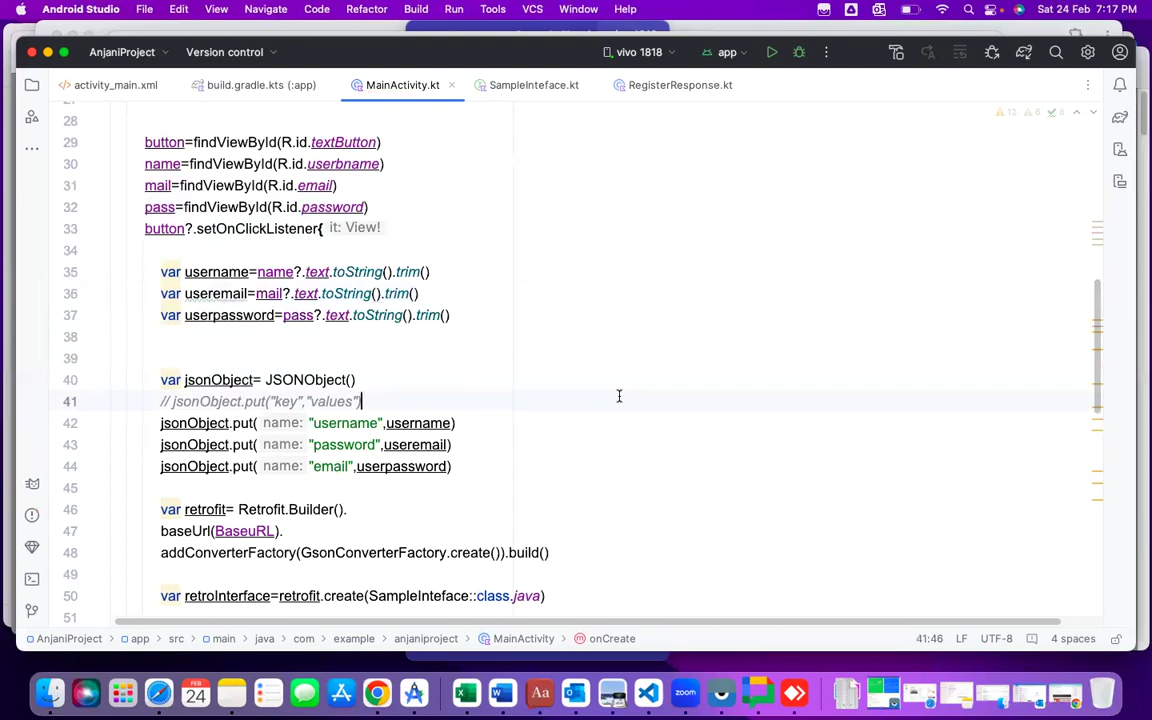 Android Studio File Edit View Navigate Code Refactor Build Run Tools VCS Window Help Sat 24 Feb 7:17 PM
AnjaniProject Version control vivo 1818 app
activity_main.xml build.gradle.kts (:app) MainActivity.kt SampleInteface.kt RegisterResponse.kt
28 12 6 8
29 button=findViewById(R.id.textButton)
30 name=findViewById(R.id.userbname)
31 mail=findViewById(R.id.email)
32 pass=findViewById(R.id.password)
33 button?.setOnClickListener{ it: View!
34
35 var username=name?.text.toString().trim()
36 var useremail=mail?.text.toString().trim()
37 var userpassword=pass?.text.toString().trim()
38
39
40 var jsonObject= JSONObject()
41 // jsonObject.put("key","values")
42 jsonObject.put( name: "username",username)
43 jsonObject.put( name: "password",useremail)
44 jsonObject.put( name: "email",userpassword)
45
46 var retrofit= Retrofit.Builder().
47 baseUrl(BaseuRL).
48 addConverterFactory(GsonConverterFactory.create()).build()
49
50 var retroInterface=retrofit.create(SampleInteface::class.java)
51
AnjaniProject app src main java com example anjaniproject MainActivity onCreate 41:46 LF UTF-8 4 spaces
FEB
24
Aa
zoom